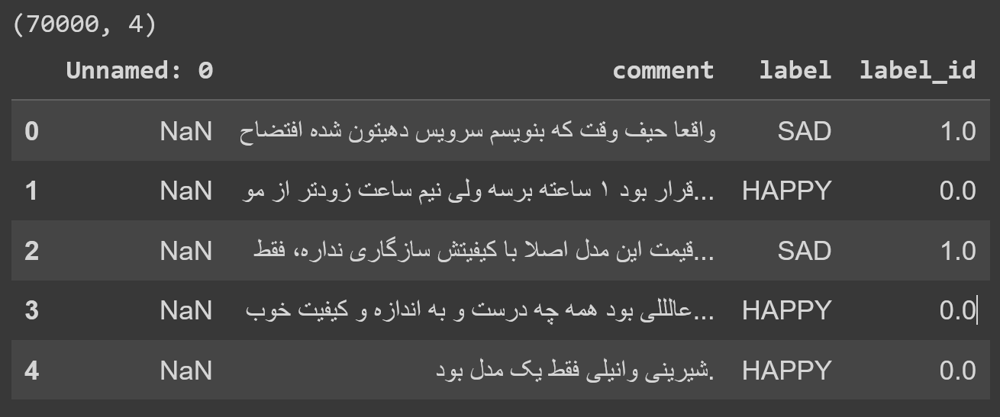 (70000, 4)
Unnamed: 0 comment label label_id
0 NaN واقعا حیف وقت که بنویسم سرویس دهیتون شده افتضاح SAD 1.0
1 NaN قرار بود ۱ ساعته برسه ولی نیم ساعت زودتر از مو... HAPPY 0.0
2 NaN قیمت این مدل اصلا با کیفیتش سازگاری نداره، فقط... SAD 1.0
3 NaN عالللی بود همه چه درست و به اندازه و کیفیت خوب... HAPPY 0.0
4 NaN شیرینی وانیلی فقط یک مدل بود. HAPPY 0.0